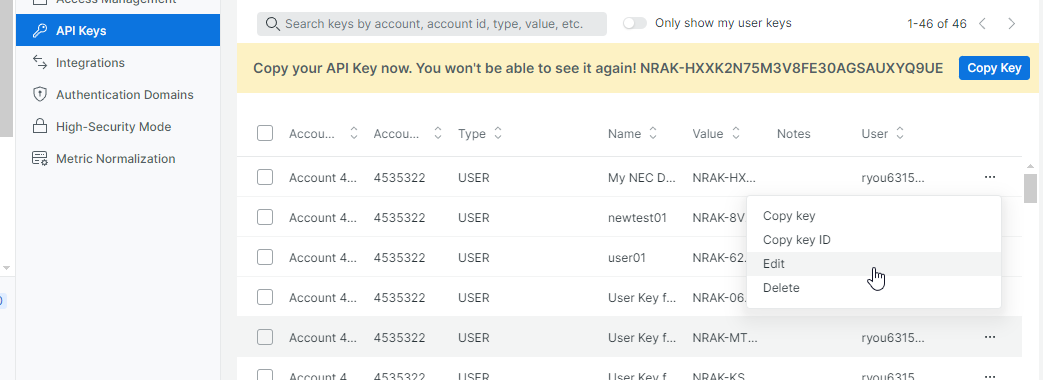 Access Management
API Keys
Integrations
Authentication Domains
High-Security Mode
Metric Normalization
Search keys by account, account id, type, value, etc.
Only show my user keys
1-46 of 46
Copy your API Key now. You won't be able to see it again! NRAK-HXXK2N75M3V8FE30AGSAUXYQ9UE
Copy Key
Accou... Accou... Type Name Value Notes User
Account 4... 4535322 USER My NEC D... NRAK-HX... ryou6315... ...
Account 4... 4535322 USER newtest01 NRAK-8V
Account 4... 4535322 USER user01 NRAK-62.
Account 4... 4535322 USER User Key f... NRAK-06.
Account 4... 4535322 USER User Key f... NRAK-MT... ryou6315... ...
Account 4... 4535322 USER User Key f... NRAK-KS... ryou6315... ...
Copy key
Copy key ID
Edit
Delete